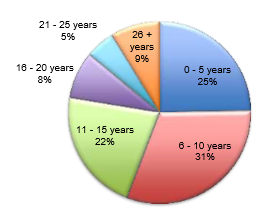 21 - 25 years
5%
26 +
years
9%
0 - 5 years
25%
16 - 20 years
8%
11 - 15 years
22%
6 - 10 years
31%